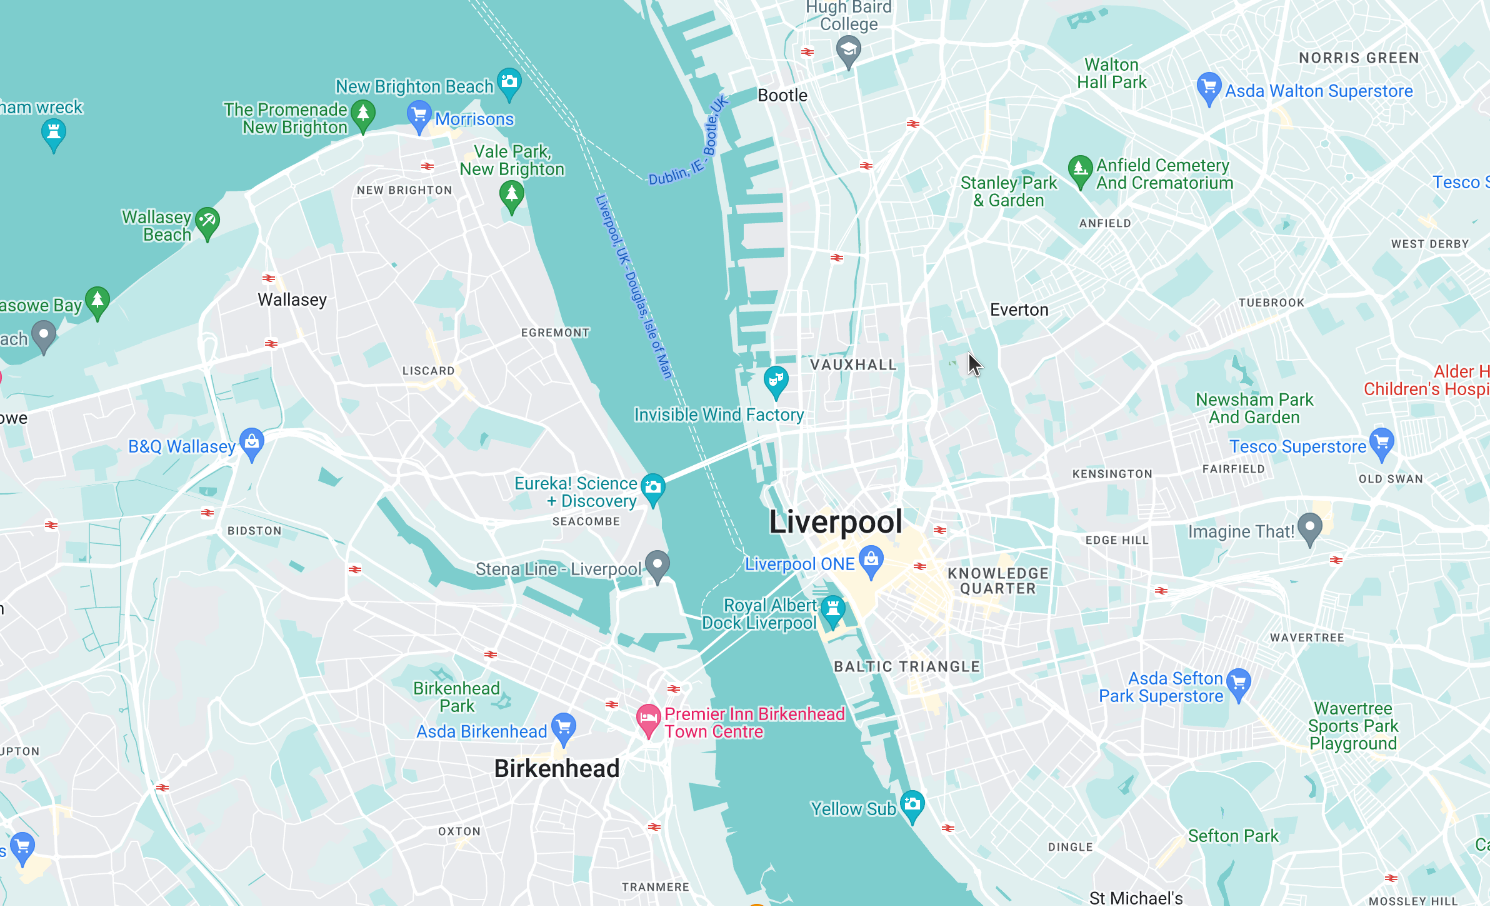 Hugh Baird
College
NORRIS GREEN
Walton
Hall Park
New Brighton Beach
Asda Walton Superstore
Bootle
ham wreck
The Promenade
New Brighton
Morrisons
Dublin, IE - Bootle, UK
Vale Park,
New Brighton
Anfield Cemetery
And Crematorium
Stanley Park
& Garden
Tesco S
NEW BRIGHTON
Wallasey
Beach
ANFIELD
WEST DERBY
Liverpool, UK - Douglas, Isle of Man
Wallasey
asowe Bay
TUEBROOK
Everton
EGREMONT
ach
VAUXHALL
LISCARD
Alder H
Children's Hospi
Newsham Park
And Garden
Invisible Wind Factory
owe
B&Q Wallasey
Tesco Superstore
KENSINGTON
FAIRFIELD
OLD SWAN
Eureka! Science
+ Discovery
SEACOMBE
Liverpool
BIDSTON
EDGE HILL
Imagine That!
Liverpool ONE
Stena Line - Liverpool
KNOWLEDGE
QUARTER
n
Royal Albert
Dock Liverpool
WAVERTREE
BALTIC TRIANGLE
Asda Sefton
Park Superstore
Birkenhead
Park
Premier Inn Birkenhead
Town Centre
Wavertree
Sports Park
Playground
Asda Birkenhead
UPTON
Birkenhead
Yellow Sub
OXTON
Sefton Park
DINGLE
Ca
s
TRANMERE
St Michael's
MOSSLEY HILL